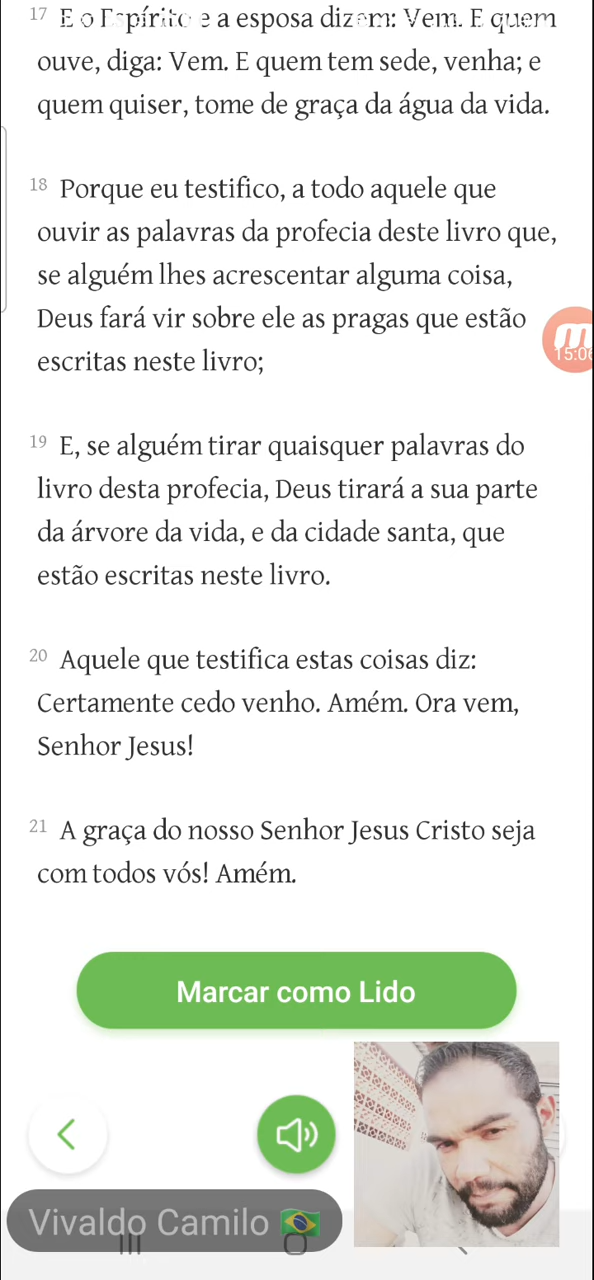 17 E o Espírito e a esposa dizem: Vem. E quem
ouve, diga: Vem. E quem tem sede, venha; e
quem quiser, tome de graça da água da vida.
18 Porque eu testifico, a todo aquele que
ouvir as palavras da profecia deste livro que,
se alguém lhes acrescentar alguma coisa,
Deus fará vir sobre ele as pragas que estão
escritas neste livro;
15:06
19 E, se alguém tirar quaisquer palavras do
livro desta profecia, Deus tirará a sua parte
da árvore da vida, e da cidade santa, que
estão escritas neste livro.
20 Aquele que testifica estas coisas diz:
Certamente cedo venho. Amém. Ora vem,
Senhor Jesus!
21 A graça do nosso Senhor Jesus Cristo seja
com todos vós! Amém.
Marcar como Lido
Vivaldo Camilo